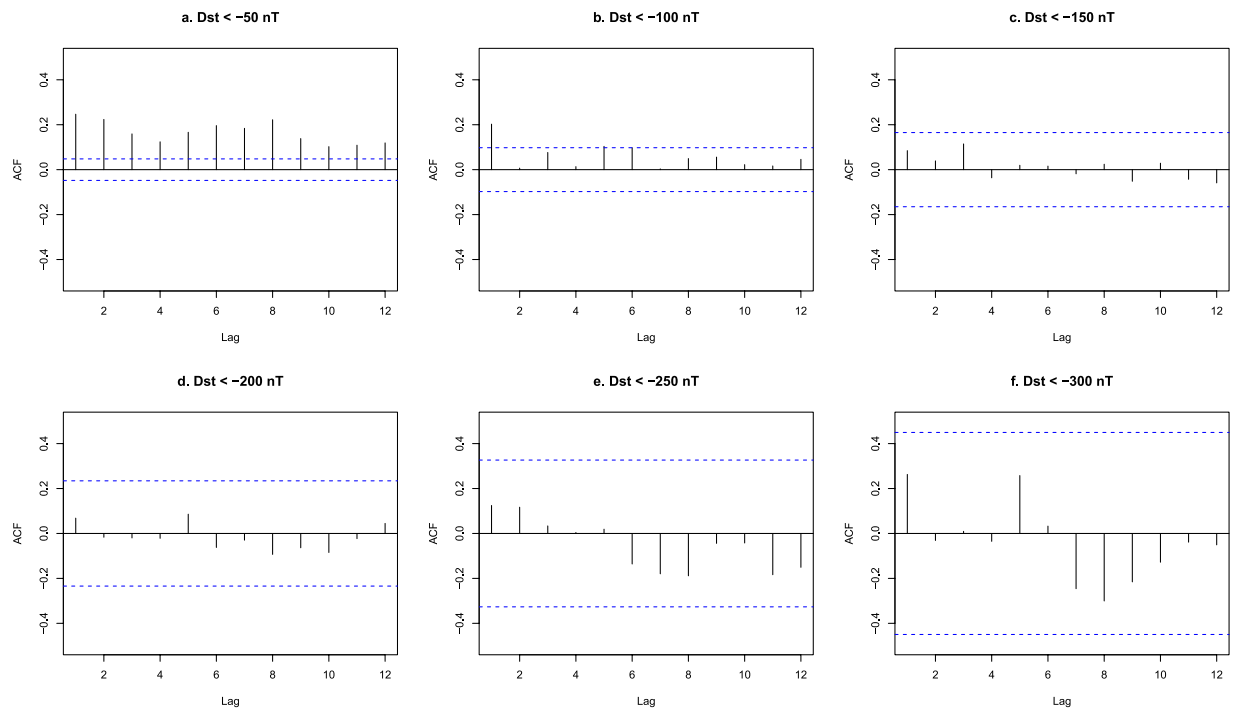 a. Dst < −50 nT
ACF
0.4
0.2
0.0
−0.2
−0.4
2 4 6 8 10 12
Lag
b. Dst < −100 nT
ACF
0.4
0.2
0.0
−0.2
−0.4
2 4 6 8 10 12
Lag
c. Dst < −150 nT
ACF
0.4
0.2
0.0
−0.2
−0.4
2 4 6 8 10 12
Lag
d. Dst < −200 nT
ACF
0.4
0.2
0.0
−0.2
−0.4
2 4 6 8 10 12
Lag
e. Dst < −250 nT
ACF
0.4
0.2
0.0
−0.2
−0.4
2 4 6 8 10 12
Lag
f. Dst < −300 nT
ACF
0.4
0.2
0.0
−0.2
−0.4
2 4 6 8 10 12
Lag